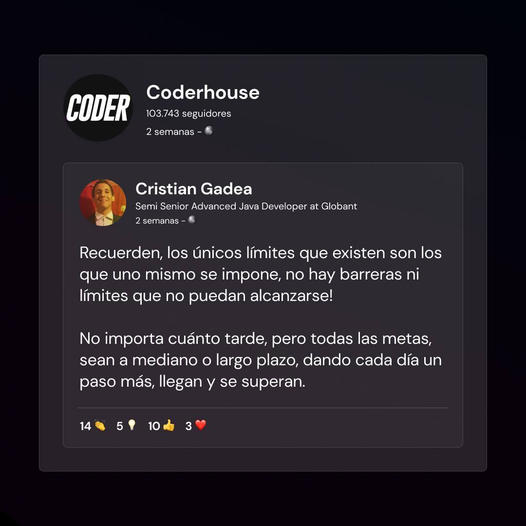 CODER
Coderhouse
103.743 seguidores
2 semanas -
Cristian Gadea
Semi Senior Advanced Java Developer at Globant
2 semanas -
Recuerden, los únicos límites que existen son los
que uno mismo se impone, no hay barreras ni
límites que no puedan alcanzarse!
No importa cuánto tarde, pero todas las metas,
sean a mediano o largo plazo, dando cada día un
paso más, llegan y se superan.
14 👏 5 💡 10 👍 3 ❤️